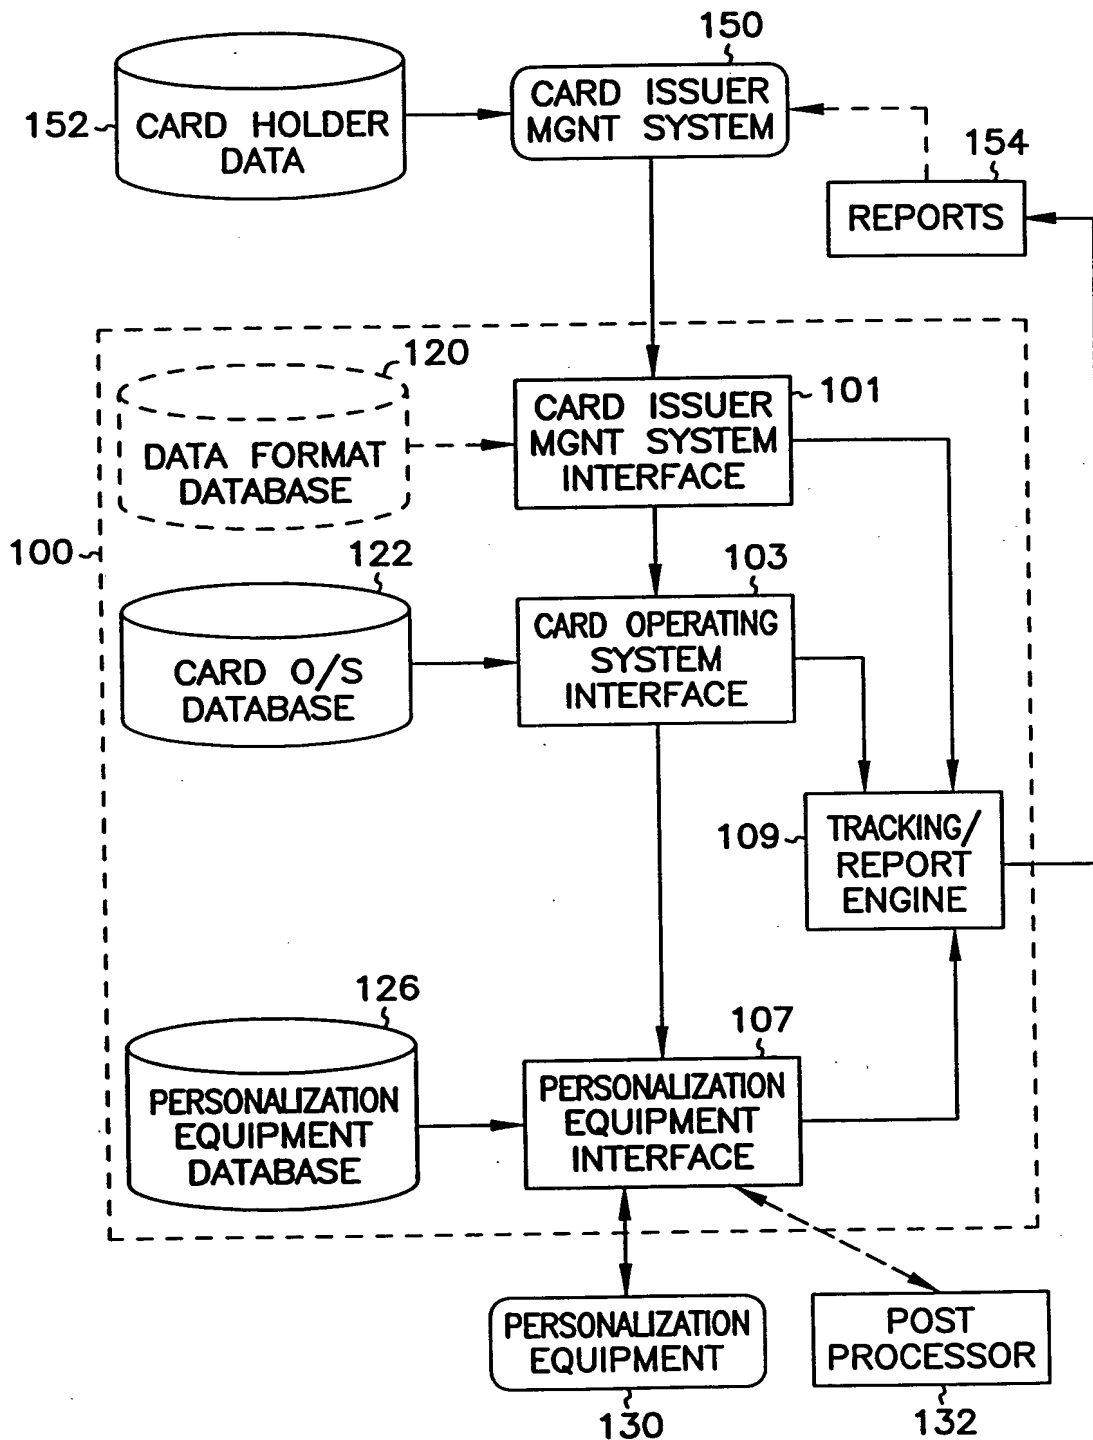 150
CARD ISSUER
MGNT SYSTEM
152
CARD HOLDER
DATA
154
REPORTS
120
DATA FORMAT
DATABASE
101
CARD ISSUER
MGNT SYSTEM
INTERFACE
100
122
CARD O/S
DATABASE
103
CARD OPERATING
SYSTEM
INTERFACE
109
TRACKING/
REPORT
ENGINE
126
PERSONALIZATION
EQUIPMENT
DATABASE
107
PERSONALIZATION
EQUIPMENT
INTERFACE
PERSONALIZATION
EQUIPMENT
130
POST
PROCESSOR
132